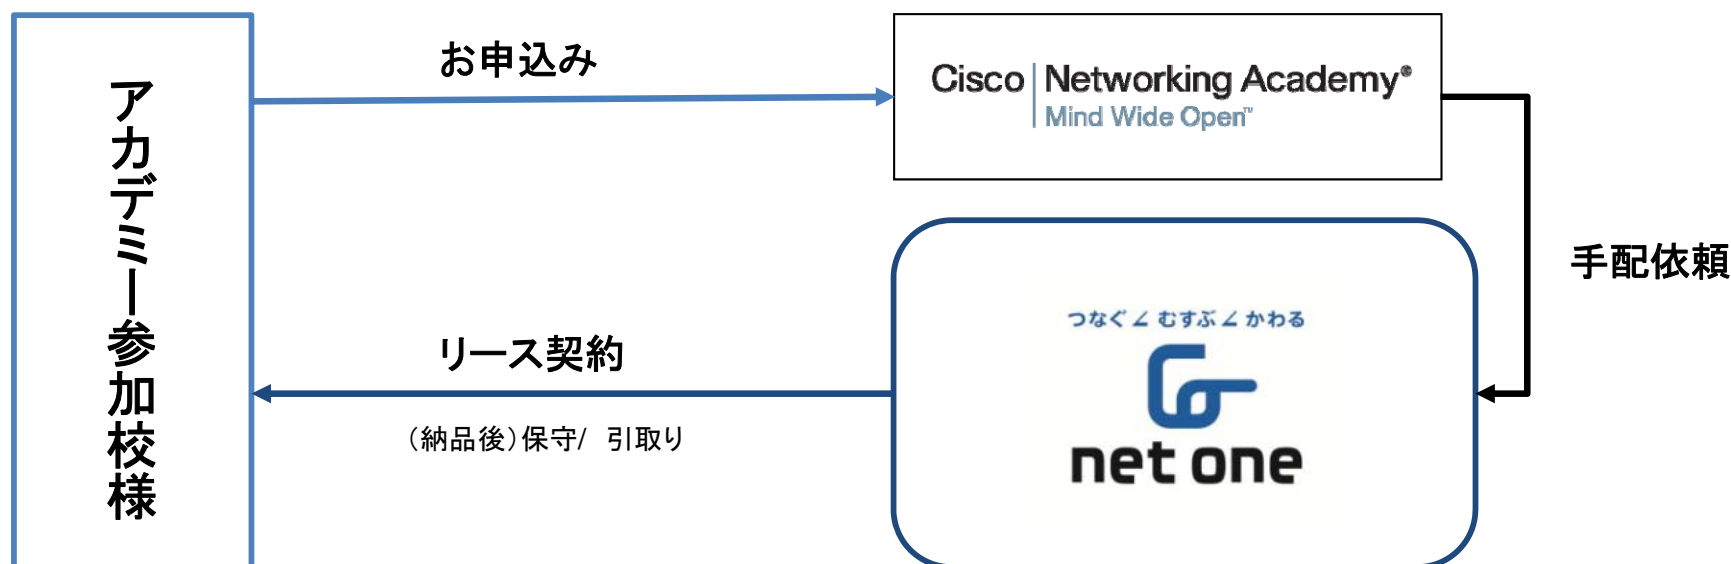 アカデミー参加校様
お申込み
Cisco Networking Academy®
Mind Wide Open™
手配依頼
つなぐ ∠ むすぶ ∠ かわる
net one
リース契約
（納品後）保守/ 引取り